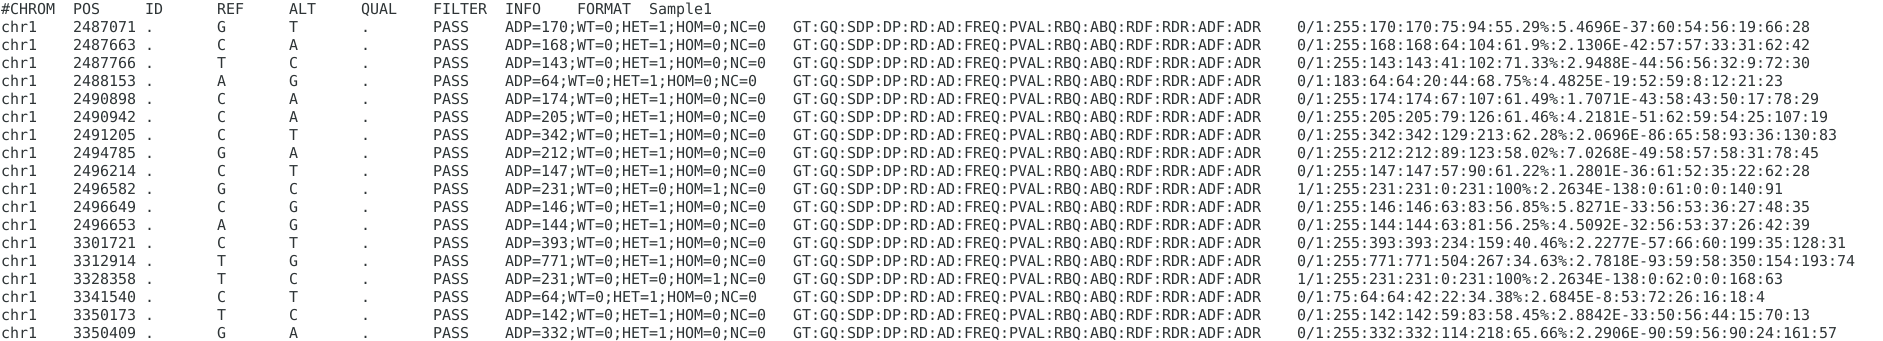 #CHROM POS ID REF ALT QUAL FILTER INFO FORMAT Sample1
chr1 2487071 . G T . PASS ADP=170;WT=0;HET=1;HOM=0;NC=0 GT:GQ:SDP:DP:RD:AD:FREQ:PVAL:RBQ:ABQ:RDF:RDR:ADF:ADR 0/1:255:170:170:75:94:55.29%:5.4696E-37:60:54:56:19:66:28
chr1 2487663 . C A . PASS ADP=168;WT=0;HET=1;HOM=0;NC=0 GT:GQ:SDP:DP:RD:AD:FREQ:PVAL:RBQ:ABQ:RDF:RDR:ADF:ADR 0/1:255:168:168:64:104:61.9%:2.1306E-42:57:57:33:31:62:42
chr1 2487766 . T C . PASS ADP=143;WT=0;HET=1;HOM=0;NC=0 GT:GQ:SDP:DP:RD:AD:FREQ:PVAL:RBQ:ABQ:RDF:RDR:ADF:ADR 0/1:255:143:143:41:102:71.33%:2.9488E-44:56:56:32:9:72:30
chr1 2488153 . A G . PASS ADP=64;WT=0;HET=1;HOM=0;NC=0 GT:GQ:SDP:DP:RD:AD:FREQ:PVAL:RBQ:ABQ:RDF:RDR:ADF:ADR 0/1:183:64:64:20:44:68.75%:4.4825E-19:52:59:8:12:21:23
chr1 2490898 . C A . PASS ADP=174;WT=0;HET=1;HOM=0;NC=0 GT:GQ:SDP:DP:RD:AD:FREQ:PVAL:RBQ:ABQ:RDF:RDR:ADF:ADR 0/1:255:174:174:67:107:61.49%:1.7071E-43:58:43:50:17:78:29
chr1 2490942 . C A . PASS ADP=205;WT=0;HET=1;HOM=0;NC=0 GT:GQ:SDP:DP:RD:AD:FREQ:PVAL:RBQ:ABQ:RDF:RDR:ADF:ADR 0/1:255:205:205:79:126:61.46%:4.2181E-51:62:59:54:25:107:19
chr1 2491205 . C T . PASS ADP=342;WT=0;HET=1;HOM=0;NC=0 GT:GQ:SDP:DP:RD:AD:FREQ:PVAL:RBQ:ABQ:RDF:RDR:ADF:ADR 0/1:255:342:342:129:213:62.28%:2.0696E-86:65:58:93:36:130:83
chr1 2494785 . G A . PASS ADP=212;WT=0;HET=1;HOM=0;NC=0 GT:GQ:SDP:DP:RD:AD:FREQ:PVAL:RBQ:ABQ:RDF:RDR:ADF:ADR 0/1:255:212:212:89:123:58.02%:7.0268E-49:58:57:58:31:78:45
chr1 2496214 . C T . PASS ADP=147;WT=0;HET=1;HOM=0;NC=0 GT:GQ:SDP:DP:RD:AD:FREQ:PVAL:RBQ:ABQ:RDF:RDR:ADF:ADR 0/1:255:147:147:57:90:61.22%:1.2801E-36:61:52:35:22:62:28
chr1 2496582 . G C . PASS ADP=231;WT=0;HET=0;HOM=1;NC=0 GT:GQ:SDP:DP:RD:AD:FREQ:PVAL:RBQ:ABQ:RDF:RDR:ADF:ADR 1/1:255:231:231:0:231:100%:2.2634E-138:0:61:0:0:140:91
chr1 2496649 . C G . PASS ADP=146;WT=0;HET=1;HOM=0;NC=0 GT:GQ:SDP:DP:RD:AD:FREQ:PVAL:RBQ:ABQ:RDF:RDR:ADF:ADR 0/1:255:146:146:63:83:56.85%:5.8271E-33:56:53:36:27:48:35
chr1 2496653 . A G . PASS ADP=144;WT=0;HET=1;HOM=0;NC=0 GT:GQ:SDP:DP:RD:AD:FREQ:PVAL:RBQ:ABQ:RDF:RDR:ADF:ADR 0/1:255:144:144:63:81:56.25%:4.5092E-32:56:53:37:26:42:39
chr1 3301721 . C T . PASS ADP=393;WT=0;HET=1;HOM=0;NC=0 GT:GQ:SDP:DP:RD:AD:FREQ:PVAL:RBQ:ABQ:RDF:RDR:ADF:ADR 0/1:255:393:393:234:159:40.46%:2.2277E-57:66:60:199:35:128:31
chr1 3312914 . T G . PASS ADP=771;WT=0;HET=1;HOM=0;NC=0 GT:GQ:SDP:DP:RD:AD:FREQ:PVAL:RBQ:ABQ:RDF:RDR:ADF:ADR 0/1:255:771:771:504:267:34.63%:2.7818E-93:59:58:350:154:193:74
chr1 3328358 . T C . PASS ADP=231;WT=0;HET=0;HOM=1;NC=0 GT:GQ:SDP:DP:RD:AD:FREQ:PVAL:RBQ:ABQ:RDF:RDR:ADF:ADR 1/1:255:231:231:0:231:100%:2.2634E-138:0:62:0:0:168:63
chr1 3341540 . C T . PASS ADP=64;WT=0;HET=1;HOM=0;NC=0 GT:GQ:SDP:DP:RD:AD:FREQ:PVAL:RBQ:ABQ:RDF:RDR:ADF:ADR 0/1:75:64:64:42:22:34.38%:2.6845E-8:53:72:26:16:18:4
chr1 3350173 . T C . PASS ADP=142;WT=0;HET=1;HOM=0;NC=0 GT:GQ:SDP:DP:RD:AD:FREQ:PVAL:RBQ:ABQ:RDF:RDR:ADF:ADR 0/1:255:142:142:59:83:58.45%:2.8842E-33:50:56:44:15:70:13
chr1 3350409 . G A . PASS ADP=332;WT=0;HET=1;HOM=0;NC=0 GT:GQ:SDP:DP:RD:AD:FREQ:PVAL:RBQ:ABQ:RDF:RDR:ADF:ADR 0/1:255:332:332:114:218:65.66%:2.2906E-90:59:56:90:24:161:57